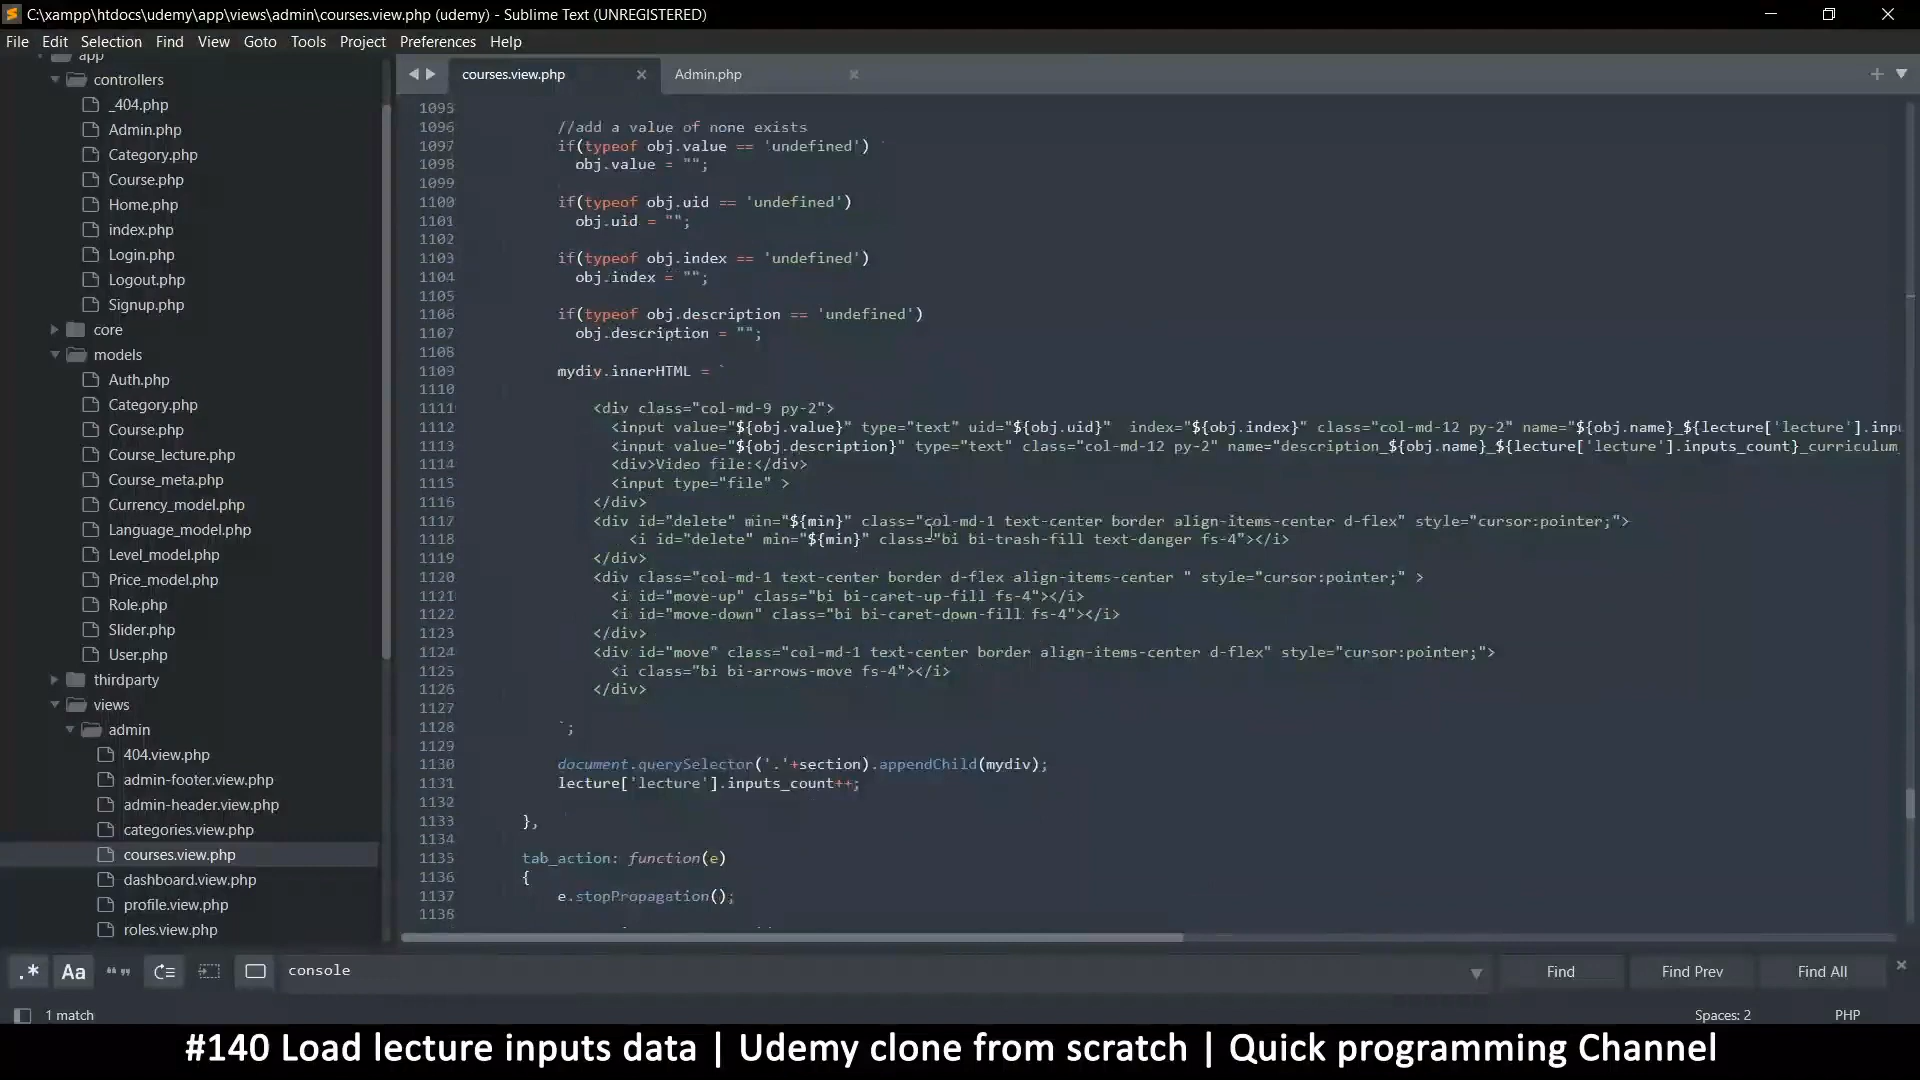 C:\xampp\htdocs\udemy\app\views\admin\courses.view.php (udemy) - Sublime Text (UNREGISTERED)
File Edit Selection Find View Goto Tools Project Preferences Help
app
controllers
_404.php
Admin.php
Category.php
Course.php
Home.php
index.php
Login.php
Logout.php
Signup.php
core
models
Auth.php
Category.php
Course.php
Course_lecture.php
Course_meta.php
Currency_model.php
Language_model.php
Level_model.php
Price_model.php
Role.php
Slider.php
User.php
thirdparty
views
admin
404.view.php
admin-footer.view.php
admin-header.view.php
categories.view.php
courses.view.php
dashboard.view.php
profile.view.php
roles.view.php
courses.view.php Admin.php
1095
1096 //add a value of none exists
1097 if(typeof obj.value == 'undefined')
1098 obj.value = "";
1099
1100 if(typeof obj.uid == 'undefined')
1101 obj.uid = "";
1102
1103 if(typeof obj.index == 'undefined')
1104 obj.index = "";
1105
1106 if(typeof obj.description == 'undefined')
1107 obj.description = "";
1108
1109 mydiv.innerHTML = `
1110
1111 <div class="col-md-9 py-2">
1112 <input value="${obj.value}" type="text" uid="${obj.uid}" index="${obj.index}" class="col-md-12 py-2" name="${obj.name}_${lecture['lecture'].inpu
1113 <input value="${obj.description}" type="text" class="col-md-12 py-2" name="description_${obj.name}_${lecture['lecture'].inputs_count}_curriculum_
1114 <div>Video file:</div>
1115 <input type="file" >
1116 </div>
1117 <div id="delete" min="${min}" class="col-md-1 text-center border align-items-center d-flex" style="cursor:pointer;">
1118 <i id="delete" min="${min}" class="bi bi-trash-fill text-danger fs-4"></i>
1119 </div>
1120 <div class="col-md-1 text-center border d-flex align-items-center " style="cursor:pointer;" >
1121 <i id="move-up" class="bi bi-caret-up-fill fs-4"></i>
1122 <i id="move-down" class="bi bi-caret-down-fill fs-4"></i>
1123 </div>
1124 <div id="move" class="col-md-1 text-center border align-items-center d-flex" style="cursor:pointer;">
1125 <i class="bi bi-arrows-move fs-4"></i>
1126 </div>
1127
1128 `;
1129
1130 document.querySelector('.'+section).appendChild(mydiv);
1131 lecture['lecture'].inputs_count++;
1132
1133 },
1134
1135 tab_action: function(e)
1136 {
1137 e.stopPropagation();
1138
.* Aa “” console Find Find Prev Find All
1 match Spaces: 2 PHP
#140 Load lecture inputs data | Udemy clone from scratch | Quick programming Channel